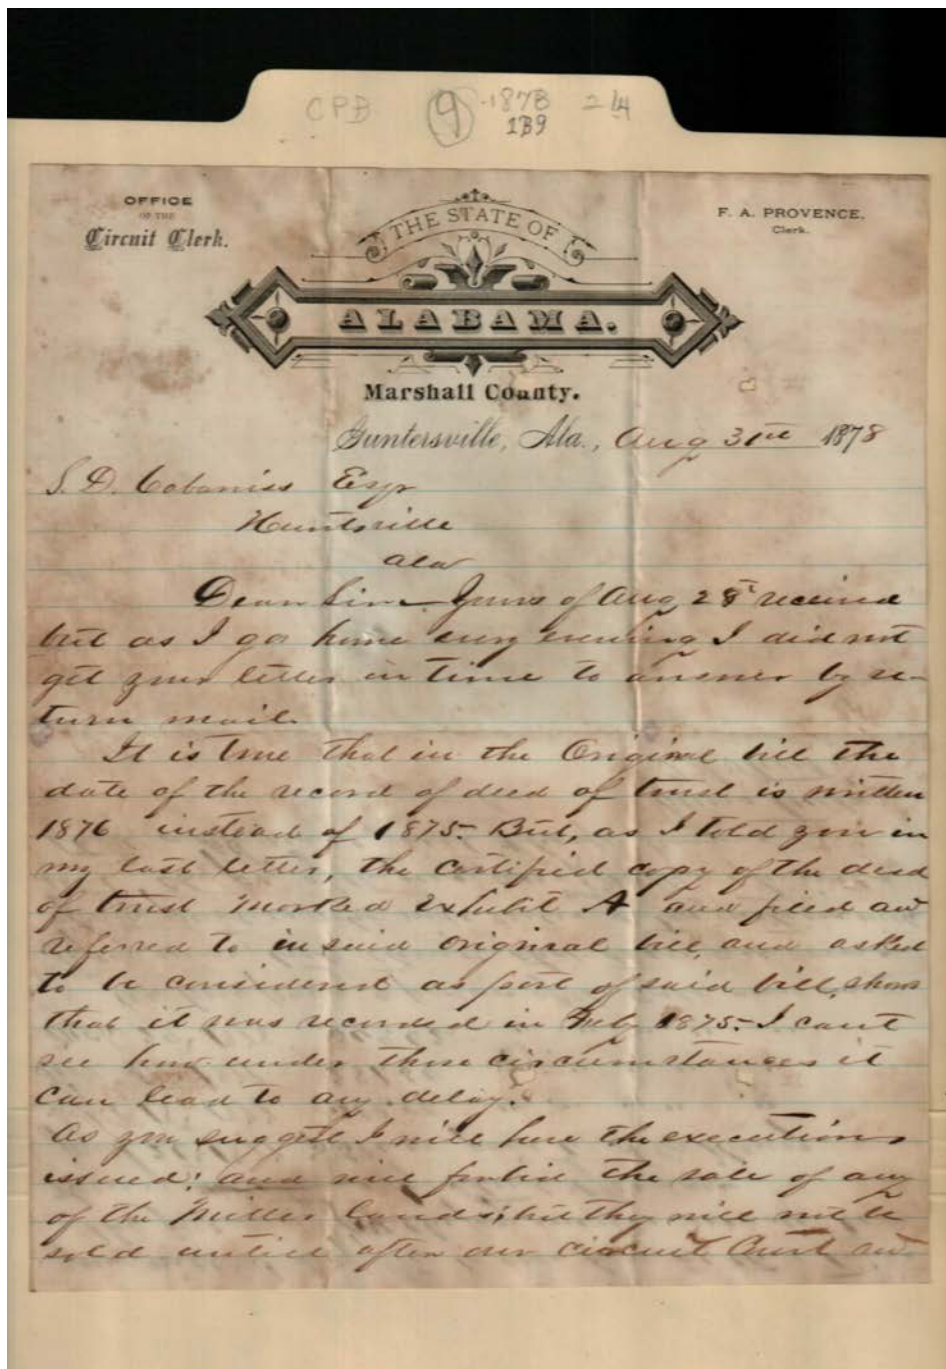 CPB 9 1878 2/4
1B9
OFFICE
OF THE
Circuit Clerk.
THE STATE OF
ALABAMA.
F. A. PROVENCE,
Clerk.
Marshall County.
Guntersville, Ala., Aug 31st 1878
S. D. Cabaniss Esqr
Huntsville
Ala
Dear Sir – Yours of Aug 28t received
but as I go home every evening I did not
get your letter in time to answer by re-
turn mail.
It is true that in the Original bill the
date of the record of deed of trust is written
1876 instead of 1875. But, as I told you in
my last letter, the certified copy of the deed
of trust marked Exhibit A and filed and
referred to in said original bill, and asked
to be considered as part of said bill, shows
that it was recorded in July 1875. I can't
see how under these circumstances it
can lead to any delay.
As you suggest I will have the executions
issued; and will forbid the sale of any
of the Miller lands; but they will not be
sold until after our circuit Court and